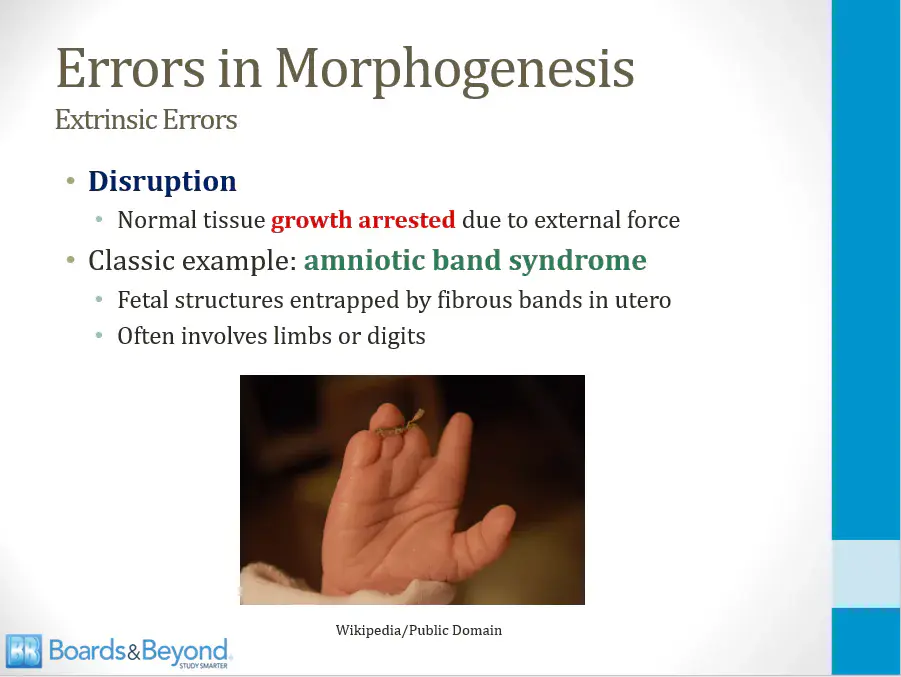 Errors in Morphogenesis
Extrinsic Errors
• Disruption
• Normal tissue growth arrested due to external force
• Classic example: amniotic band syndrome
• Fetal structures entrapped by fibrous bands in utero
• Often involves limbs or digits
Wikipedia/Public Domain
BB Boards&Beyond®
STUDY SMARTER